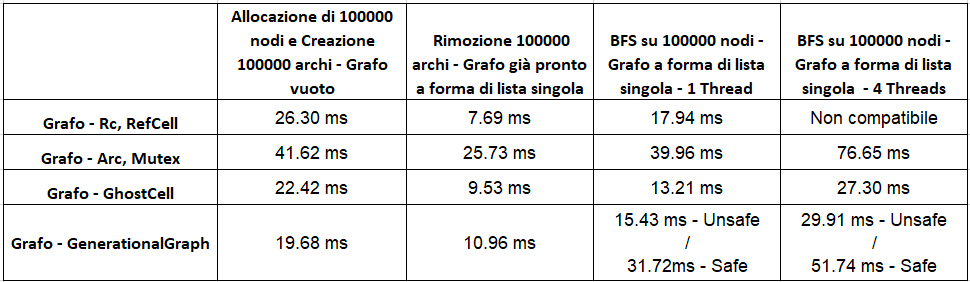 Allocazione di 100000
nodi e Creazione
100000 archi - Grafo
vuoto
Rimozione 100000
archi - Grafo già pronto
a forma di lista singola
BFS su 100000 nodi -
Grafo a forma di lista
singola - 1 Thread
BFS su 100000 nodi -
Grafo a forma di lista
singola - 4 Threads
Grafo - Rc, RefCell
26.30 ms
7.69 ms
17.94 ms
Non compatibile
Grafo - Arc, Mutex
41.62 ms
25.73 ms
39.96 ms
76.65 ms
Grafo - GhostCell
22.42 ms
9.53 ms
13.21 ms
27.30 ms
Grafo - GenerationalGraph
19.68 ms
10.96 ms
15.43 ms - Unsafe
/
31.72ms - Safe
29.91 ms - Unsafe
/
51.74 ms - Safe